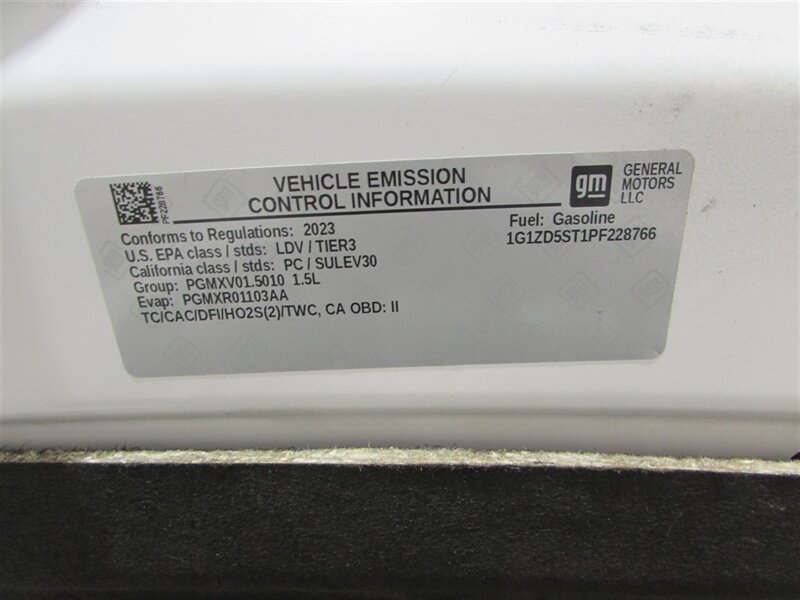 PF228766
VEHICLE EMISSION
CONTROL INFORMATION
gm
GENERAL
MOTORS
LLC
Conforms to Regulations: 2023
U.S. EPA class / stds: LDV / TIER3
California class / stds: PC / SULEV30
Group: PGMXV01.5010 1.5L
Evap: PGMXR01103AA
TC/CAC/DFI/HO2S(2)/TWC, CA OBD: II
Fuel: Gasoline
1G1ZD5ST1PF228766